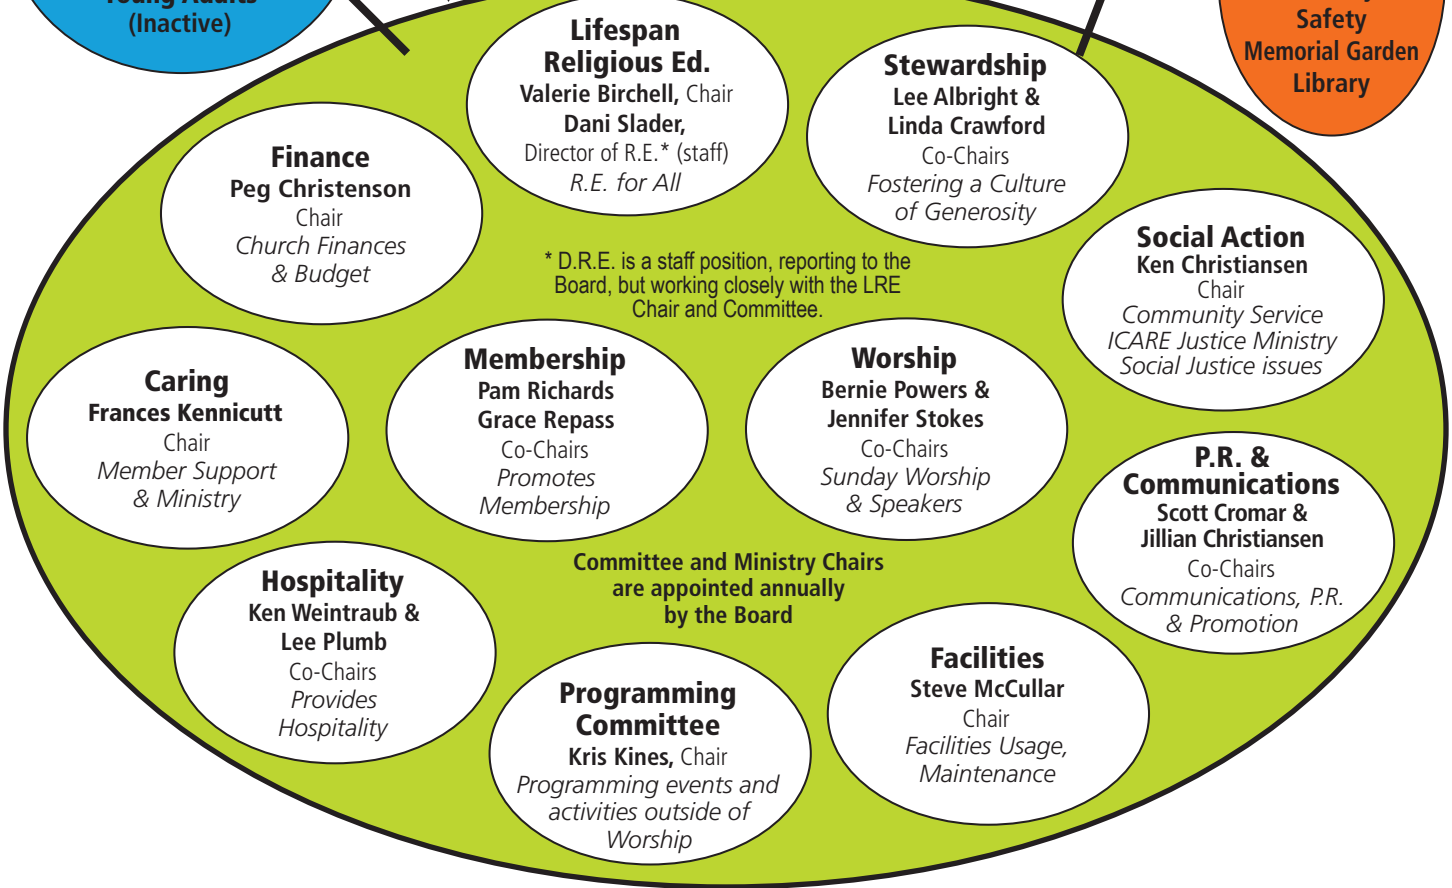 (Inactive)
Safety
Memorial Garden
Library
Lifespan
Religious Ed.
Valerie Birchell, Chair
Dani Slader,
Director of R.E.* (staff)
R.E. for All
Stewardship
Lee Albright &
Linda Crawford
Co-Chairs
Fostering a Culture
of Generosity
Finance
Peg Christenson
Chair
Church Finances
& Budget
Social Action
Ken Christiansen
Chair
Community Service
ICARE Justice Ministry
Social Justice issues
* D.R.E. is a staff position, reporting to the
Board, but working closely with the LRE
Chair and Committee.
Caring
Frances Kennicutt
Chair
Member Support
& Ministry
Membership
Pam Richards
Grace Repass
Co-Chairs
Promotes
Membership
Worship
Bernie Powers &
Jennifer Stokes
Co-Chairs
Sunday Worship
& Speakers
P.R. &
Communications
Scott Cromar &
Jillian Christiansen
Co-Chairs
Communications, P.R.
& Promotion
Committee and Ministry Chairs
are appointed annually
by the Board
Hospitality
Ken Weintraub &
Lee Plumb
Co-Chairs
Provides
Hospitality
Programming
Committee
Kris Kines, Chair
Programming events and
activities outside of
Worship
Facilities
Steve McCullar
Chair
Facilities Usage,
Maintenance